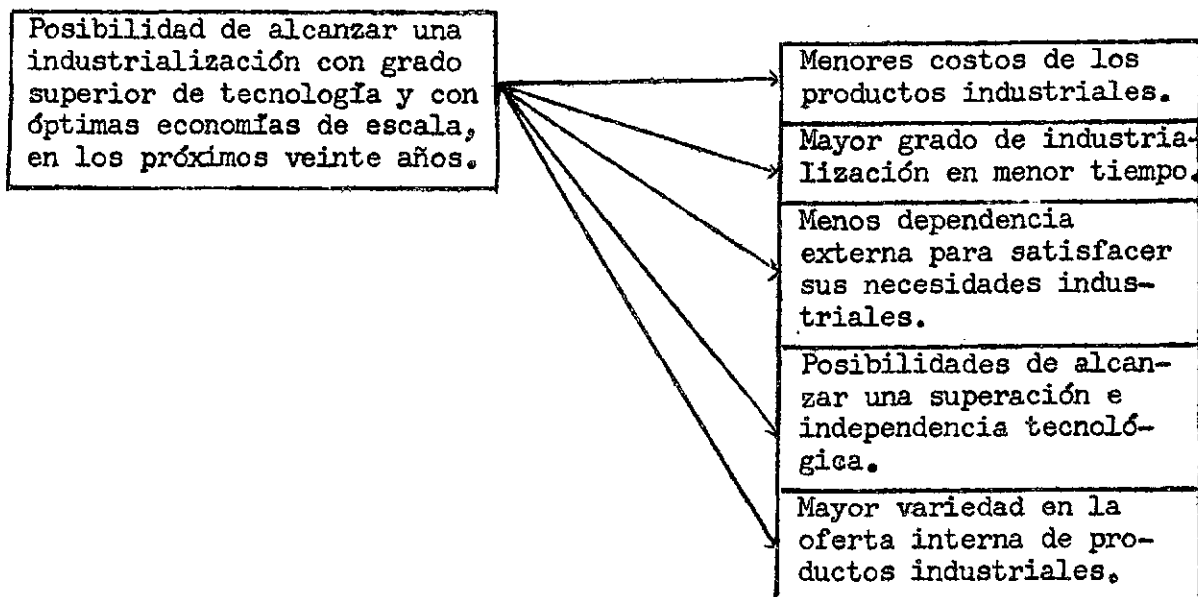 Posibilidad de alcanzar una
industrialización con grado
superior de tecnología y con
óptimas economías de escala,
en los próximos veinte años.
Menores costos de los
productos industriales.
Mayor grado de industria-
lización en menor tiempo.
Menos dependencia
externa para satisfacer
sus necesidades indus-
triales.
Posibilidades de alcan-
zar una superación e
independencia tecnoló-
gica.
Mayor variedad en la
oferta interna de pro-
ductos industriales.